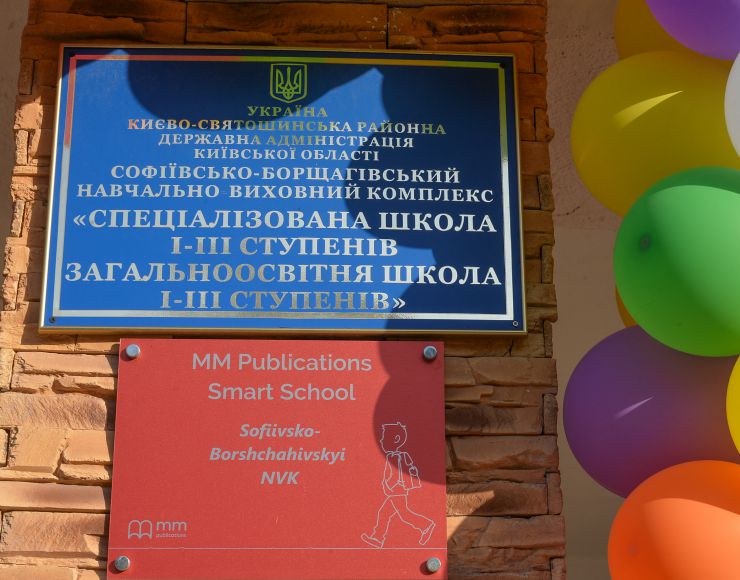 УКРАЇНА
КИЄВО-СВЯТОШИНСЬКА РАЙОННА
ДЕРЖАВНА АДМІНІСТРАЦІЯ
КИЇВСЬКОЇ ОБЛАСТІ
СОФІЇВСЬКО-БОРЩАГІВСЬКИЙ
НАВЧАЛЬНО-ВИХОВНИЙ КОМПЛЕКС
«СПЕЦІАЛІЗОВАНА ШКОЛА
І-ІІІ СТУПЕНІВ
ЗАГАЛЬНООСВІТНЯ ШКОЛА
І-ІІІ СТУПЕНІВ»
MM Publications
Smart School
Sofiivsko-
Borshchahivskyi
NVK
mm
publications